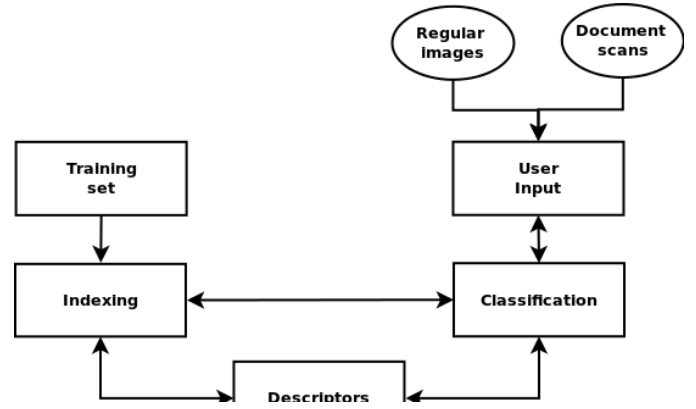 Regular
images
Document
scans
Training
set
User
Input
Indexing
Classification
Descriptors